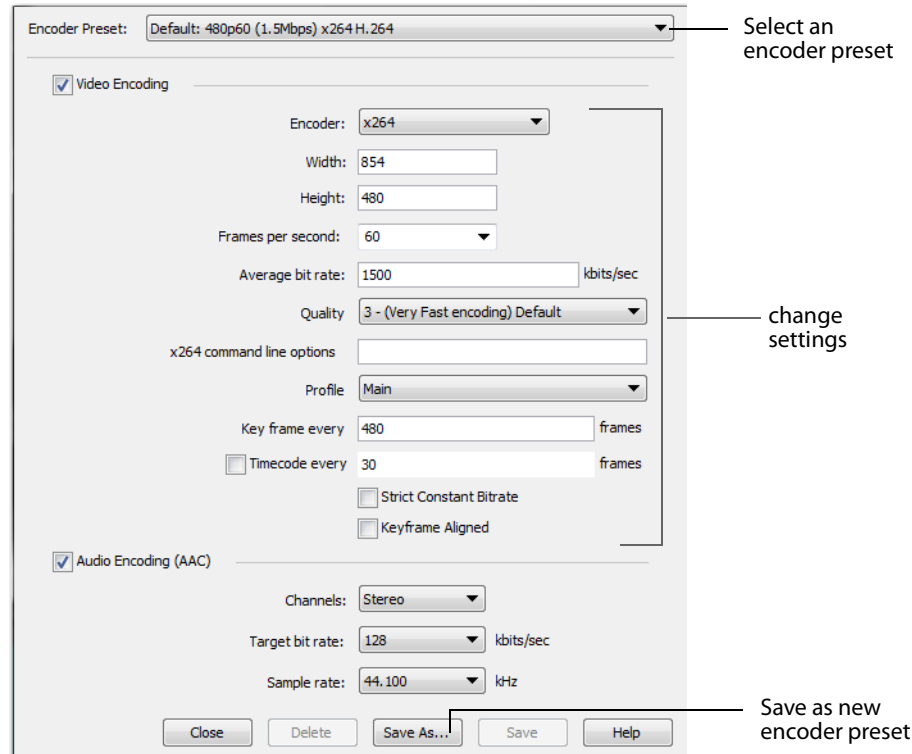 Encoder Preset: Default: 480p60 (1.5Mbps) x264 H.264
Select an
encoder preset
Video Encoding
Encoder: x264
Width: 854
Height: 480
Frames per second: 60
Average bit rate: 1500 kbits/sec
Quality 3 - (Very Fast encoding) Default
change
settings
x264 command line options
Profile Main
Key frame every 480 frames
Timecode every 30 frames
Strict Constant Bitrate
Keyframe Aligned
Audio Encoding (AAC)
Channels: Stereo
Target bit rate: 128 kbits/sec
Sample rate: 44.100 kHz
Save as new
encoder preset
Close Delete Save As... Save Help